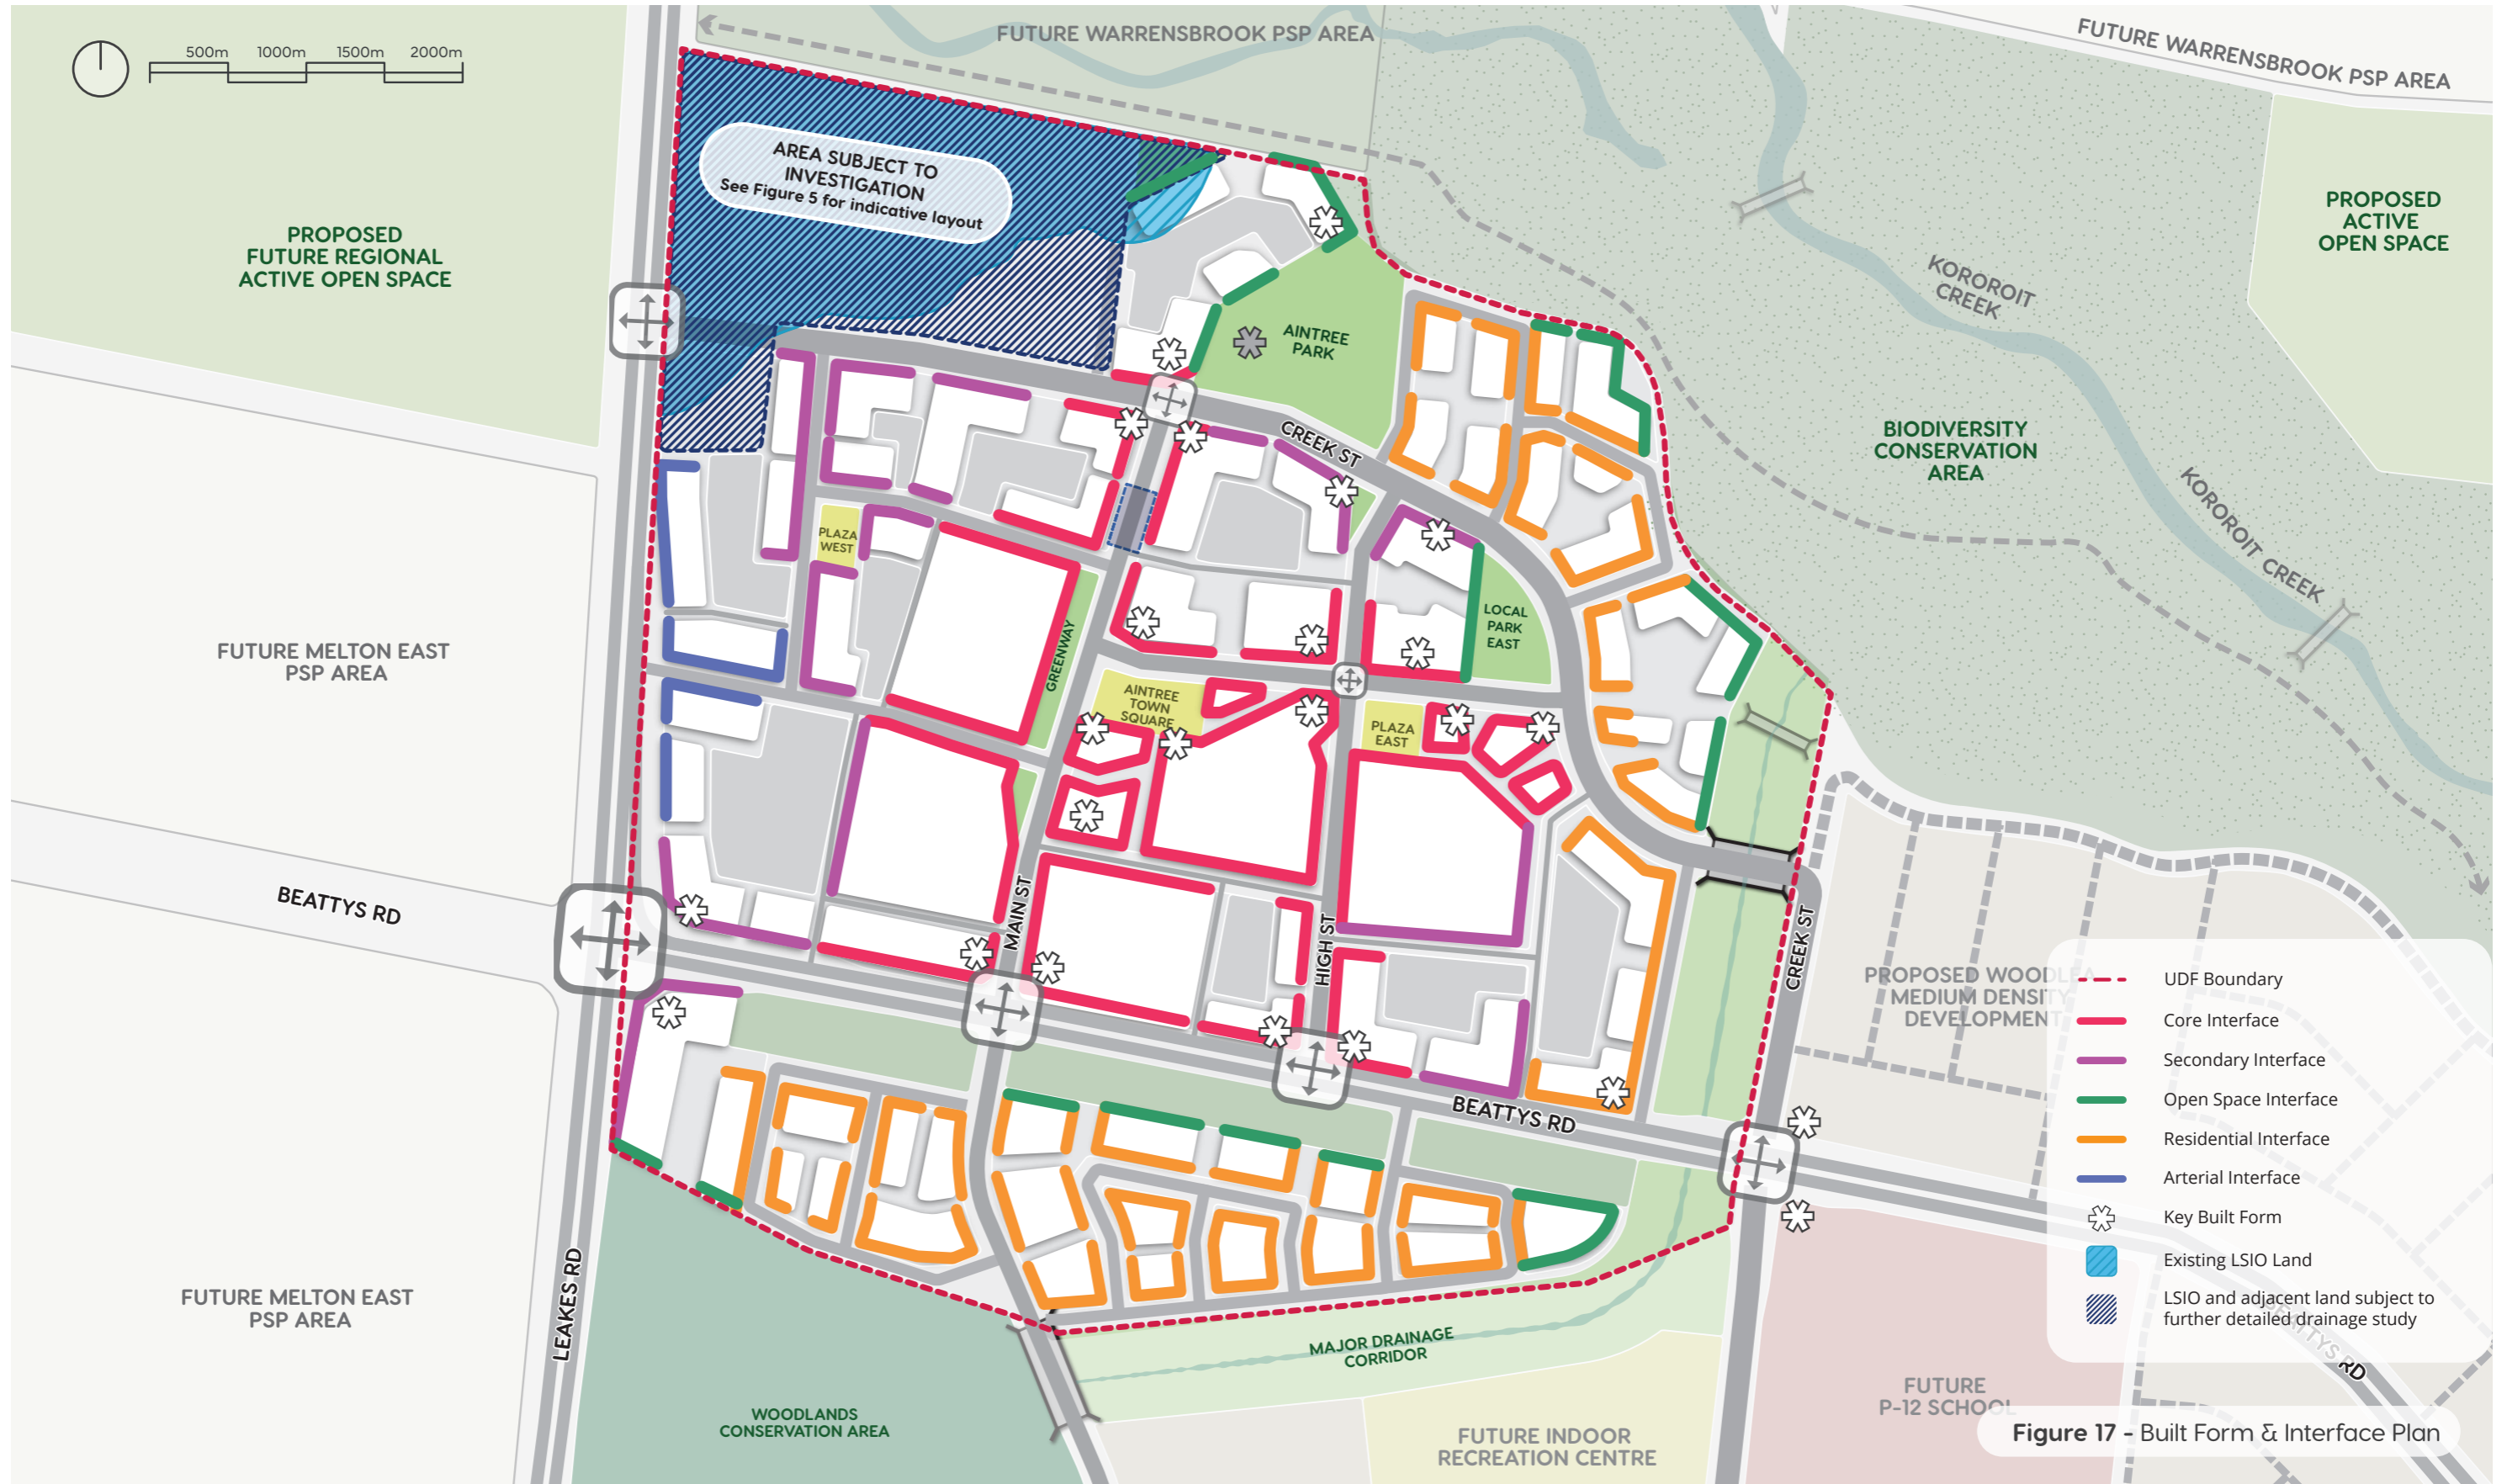 500m 1000m 1500m 2000m
FUTURE WARRENSBROOK PSP AREA
FUTURE WARRENSBROOK PSP AREA
AREA SUBJECT TO
INVESTIGATION
See Figure 5 for indicative layout
PROPOSED
FUTURE REGIONAL
ACTIVE OPEN SPACE
PROPOSED
ACTIVE
OPEN SPACE
KOROROIT
CREEK
AINTREE
PARK
BIODIVERSITY
CONSERVATION
AREA
CREEK ST
KOROROIT CREEK
PLAZA
WEST
GREENWAY
LOCAL
PARK
EAST
FUTURE MELTON EAST
PSP AREA
AINTREE
TOWN
SQUARE
PLAZA
EAST
BEATTYS RD
MAIN ST
HIGH ST
CREEK ST
PROPOSED WOODLEA
MEDIUM DENSITY
DEVELOPMENT
BEATTYS RD
UDF Boundary
Core Interface
Secondary Interface
Open Space Interface
Residential Interface
Arterial Interface
Key Built Form
Existing LSIO Land
LSIO and adjacent land subject to
further detailed drainage study
BEATTYS RD
FUTURE MELTON EAST
PSP AREA
LEAKES RD
MAJOR DRAINAGE
CORRIDOR
WOODLANDS
CONSERVATION AREA
FUTURE INDOOR
RECREATION CENTRE
FUTURE
P-12 SCHOOL
Figure 17 - Built Form & Interface Plan